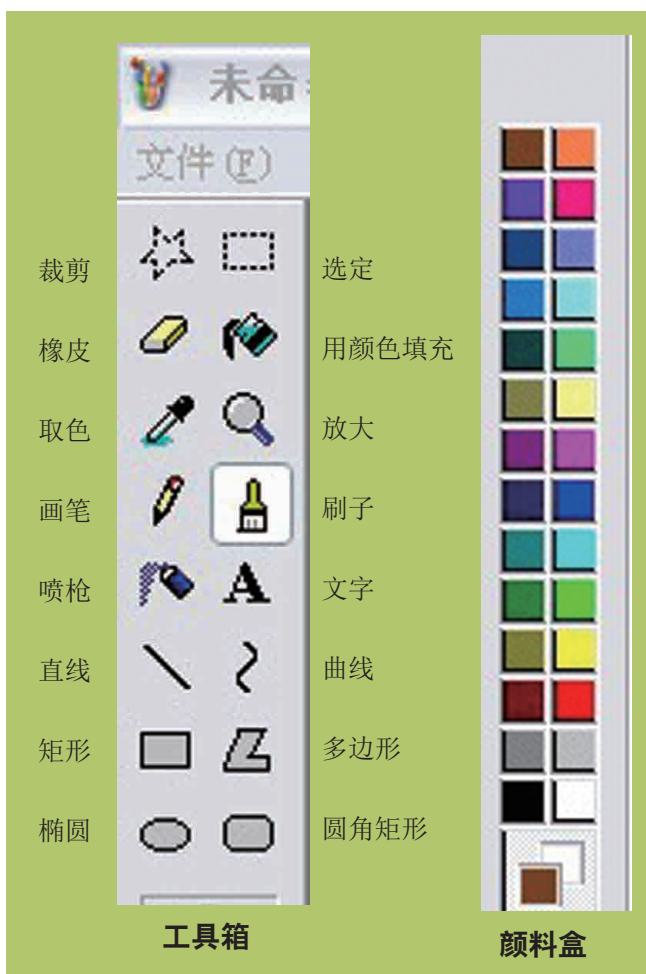 未命
文件(F)
裁剪 选定
橡皮 用颜色填充
取色 放大
画笔 刷子
喷枪 A 文字
直线 曲线
矩形 多边形
椭圆 圆角矩形
工具箱 颜料盒